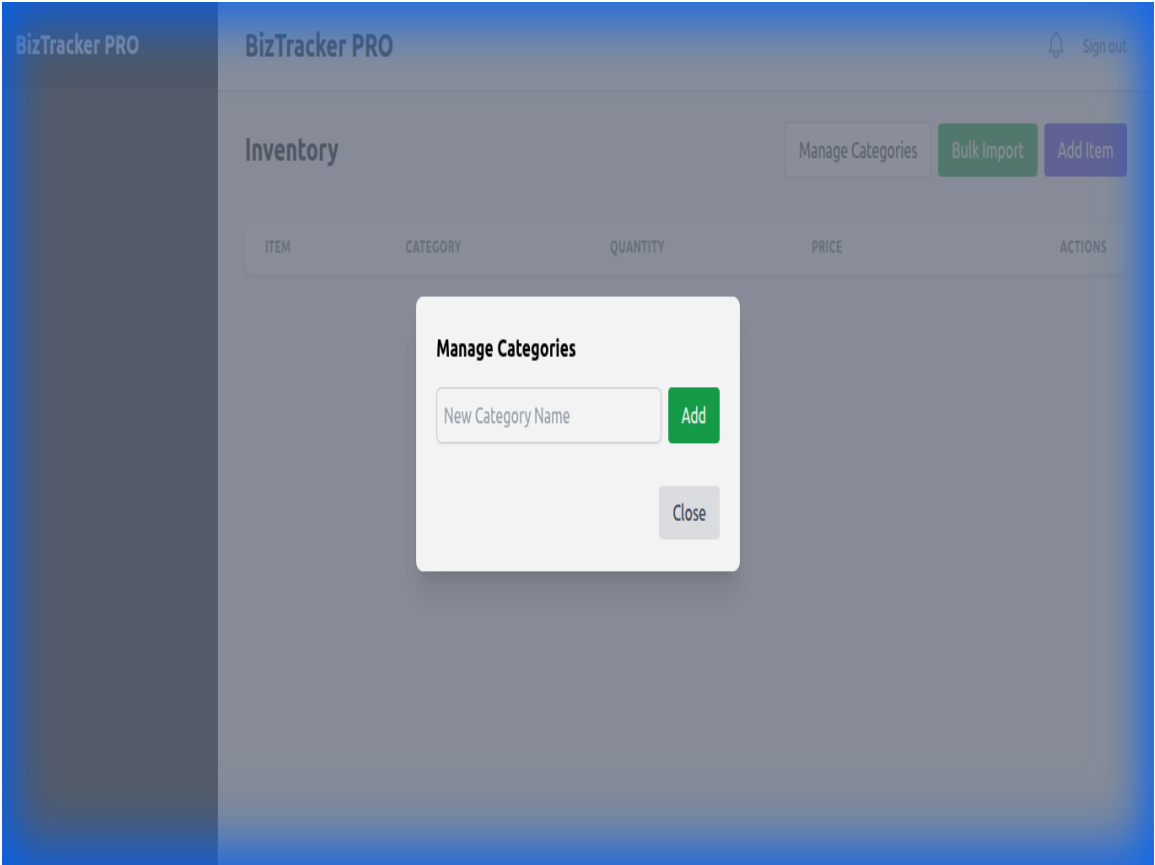 BizTracker PRO
BizTracker PRO
Sign out
Inventory
Manage Categories
Bulk Import
Add Item
ITEM CATEGORY QUANTITY PRICE ACTIONS
Manage Categories
New Category Name
Add
Close